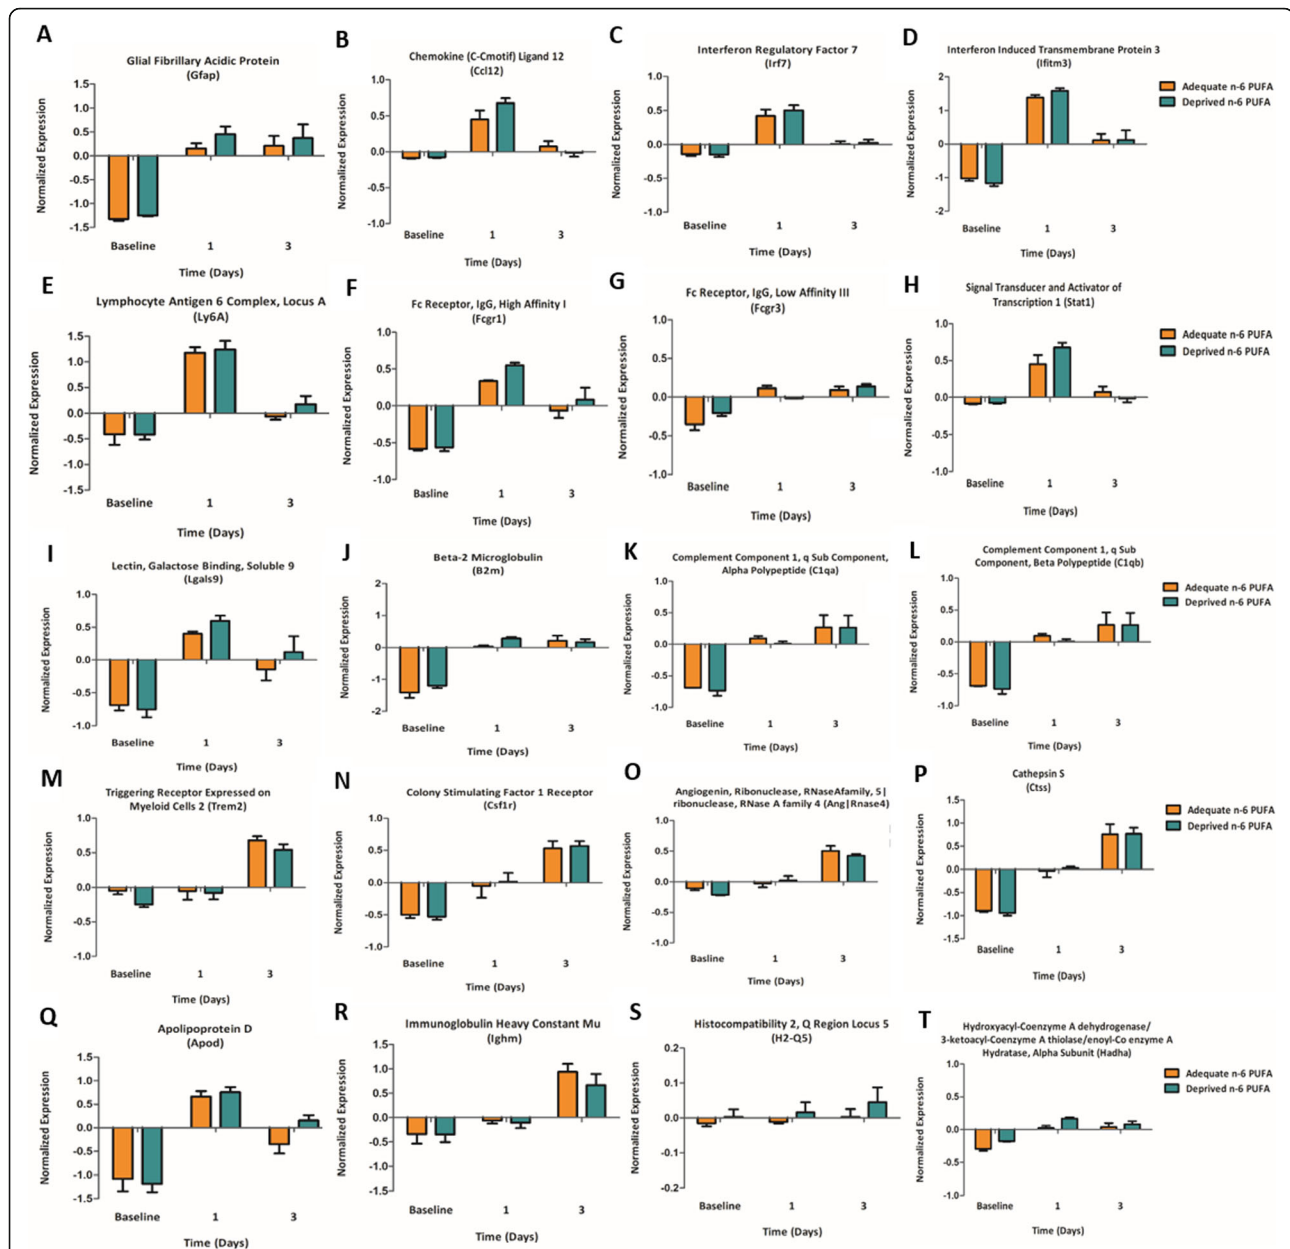 A
Glial Fibrillary Acidic Protein
(Gfap)
Normalized Expression
1.5
1.0
0.5
0.0
-0.5
-1.0
-1.5
Baseline 1 3
Time (Days)
B
Chemokine (C-Cmotif) Ligand 12
(Ccl12)
Normalized Expression
1.0
0.5
0.0
-0.5
-1.0
Baseline 1 3
Time (Days)
C
Interferon Regulatory Factor 7
(Irf7)
Normalized Expression
1.0
0.5
0.0
-0.5
-1.0
Baseline 1 3
Time (Days)
D
Interferon Induced Transmembrane Protein 3
(Ifitm3)
Normalized Expression
2
1
0
-1
-2
Baseline 1 3
Time (Days)
Adequate n-6 PUFA
Deprived n-6 PUFA
E
Lymphocyte Antigen 6 Complex, Locus A
(Ly6A)
Normalized Expression
1.5
1.0
0.5
0.0
-0.5
-1.0
-1.5
Baseline 1 3
Time (Days)
F
Fc Receptor, IgG, High Affinity I
(Fcgr1)
Normalized Expression
1.0
0.5
0.0
-0.5
-1.0
Basline 1 3
Time (Days)
G
Fc Receptor, IgG, Low Affinity III
(Fcgr3)
Normalized Expression
1.0
0.5
0.0
-0.5
-1.0
Baseline 1 3
Time (Days)
H
Signal Transducer and Activator of
Transcription 1 (Stat1)
Normalized Expression
1.0
0.5
0.0
-0.5
-1.0
Baseline 1 3
Time (Days)
Adequate n-6 PUFA
Deprived n-6 PUFA
I
Lectin, Galactose Binding, Soluble 9
(Lgals9)
Normalized Expression
1.0
0.5
0.0
-0.5
-1.0
Baseline 1 3
Time (Days)
J
Beta-2 Microglobulin
(B2m)
Normalized Expression
2
1
0
-1
-2
Baseline 1 3
Time (Days)
K
Complement Component 1, q Sub Component,
Alpha Polypeptide (C1qa)
Normalized Expression
1.0
0.5
0.0
-0.5
-1.0
Baseline 1 3
Time (Days)
L
Complement Component 1, q Sub
Component, Beta Polypeptide (C1qb)
Normalized Expression
1.0
0.5
0.0
-0.5
-1.0
Baseline 1 3
Time (Days)
Adequate n-6 PUFA
Deprived n-6 PUFA
M
Triggering Receptor Expressed on
Myeloid Cells 2 (Trem2)
Normalized Expression
1.0
0.5
0.0
-0.5
-1.0
Baseline 1 3
Time (Days)
N
Colony Stimulating Factor 1 Receptor
(Csf1r)
Normalized Expression
1.0
0.5
0.0
-0.5
-1.0
Baseline 1 3
Time (Days)
O
Angiogenin, Ribonuclease, RNaseAfamily, 5|
ribonuclease, RNase A family 4 (Ang|Rnase4)
Normalized Expression
1.0
0.5
0.0
-0.5
-1.0
Baseline 1 3
Time (Days)
P
Cathepsin S
(Ctss)
Normalized Expression
1.5
1.0
0.5
0.0
-0.5
-1.0
-1.5
Baseline 1 3
Time (Days)
Adequate n-6 PUFA
Deprived n-6 PUFA
Q
Apolipoprotein D
(Apod)
Normalized Expression
1.5
1.0
0.5
0.0
-0.5
-1.0
-1.5
Baseline 1 3
Time (Days)
R
Immunoglobulin Heavy Constant Mu
(Ighm)
Normalized Expression
1.5
1.0
0.5
0.0
-0.5
-1.0
-1.5
Baseline 1 3
Time (Days)
S
Histocompatibility 2, Q Region Locus 5
(H2-Q5)
Normalized Expression
0.2
0.1
0.0
-0.1
-0.2
Baseline 1 3
Time (Days)
T
Hydroxyacyl-Coenzyme A dehydrogenase/
3-ketoacyl-Coenzyme A thiolase/enoyl-Co enzyme A
Hydratase, Alpha Subunit (Hadha)
Normalized Expression
1.0
0.5
0.0
-0.5
-1.0
Baseline 1 3
Time (Days)
Adequate n-6 PUFA
Deprived n-6 PUFA